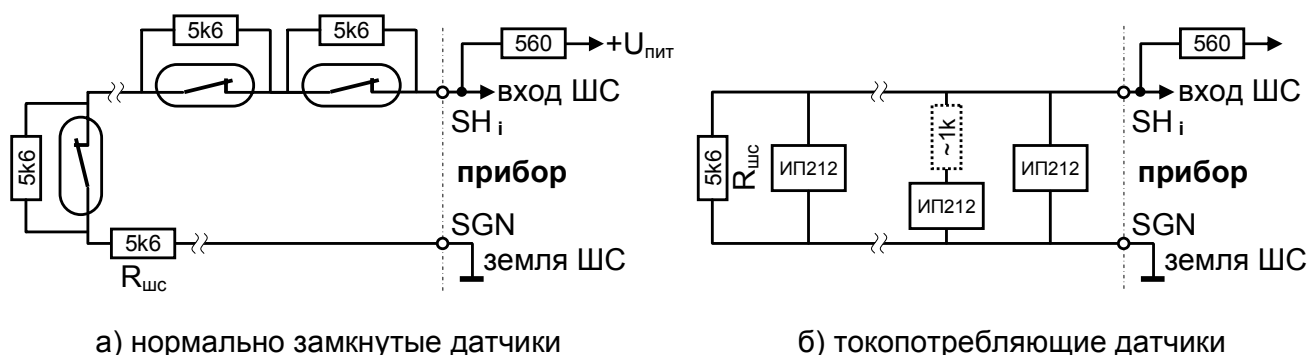 5k6
5k6
560
+Uпит
вход ШС
SH i
5k6
прибор
SGN
5k6
Rшс
земля ШС
а) нормально замкнутые датчики
560
вход ШС
SH i
5k6
Rшс
ИП212
~1k
ИП212
ИП212
прибор
SGN
земля ШС
б) токопотребляющие датчики